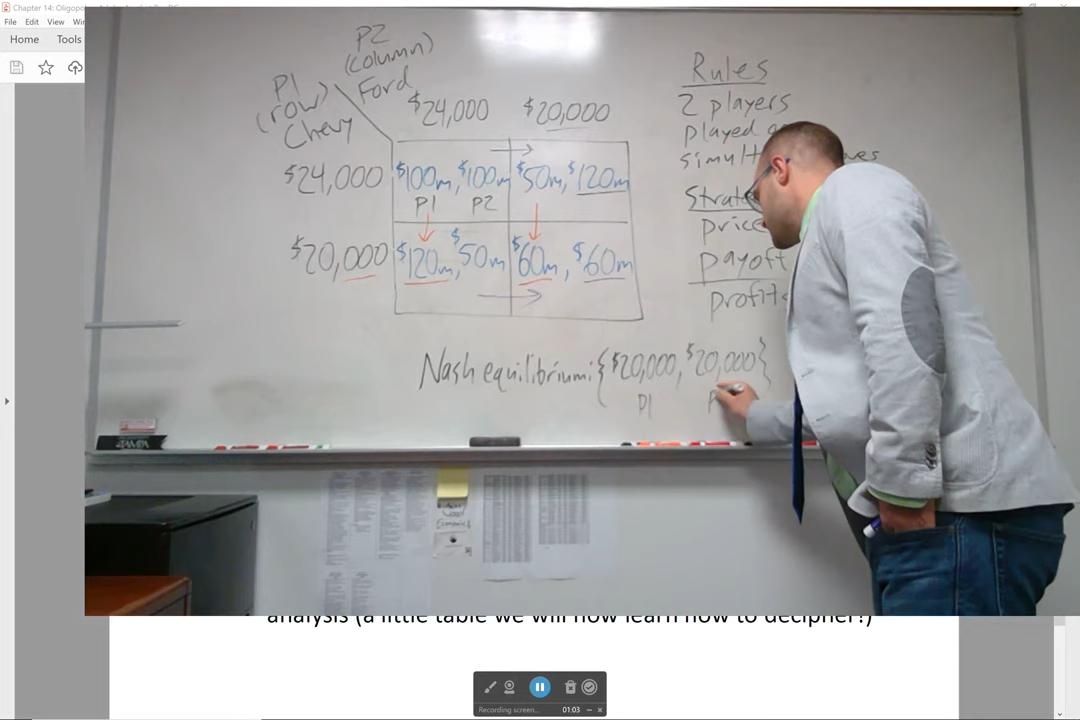 Chapter 14: Oligopol
File Edit View
Home Tools
P2
(column)
Ford
P1
(row)
Chevy
$24,000 $20,000
$24,000 $100m, $100m $50m, $120m
P1 P2
$20,000 $120m, $50m $60m, $60m
Nash equilibrium: {$20,000, $20,000}
P1 P
Rules
2 players
played
simult
Strate
price
payoff
profits
analysis (a little table we will now learn how to decipher!)
Recording screen... 01:03